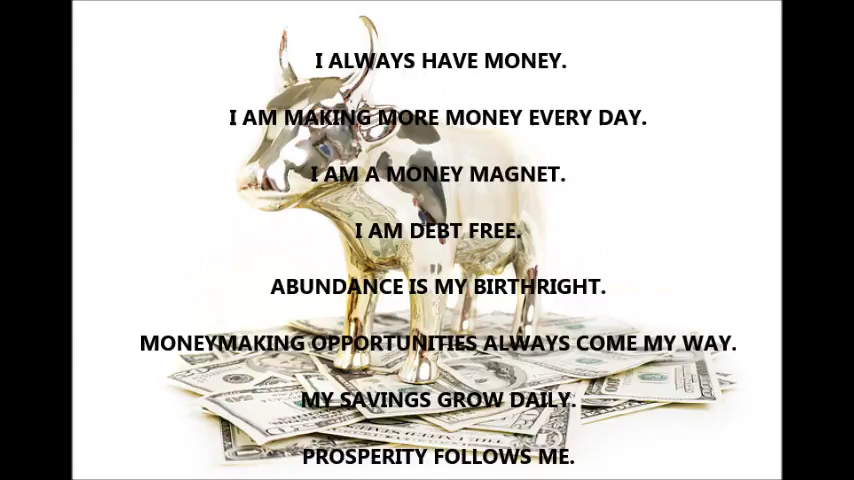 I ALWAYS HAVE MONEY.
I AM MAKING MORE MONEY EVERY DAY.
I AM A MONEY MAGNET.
I AM DEBT FREE.
ABUNDANCE IS MY BIRTHRIGHT.
MONEYMAKING OPPORTUNITIES ALWAYS COME MY WAY.
MY SAVINGS GROW DAILY.
PROSPERITY FOLLOWS ME.